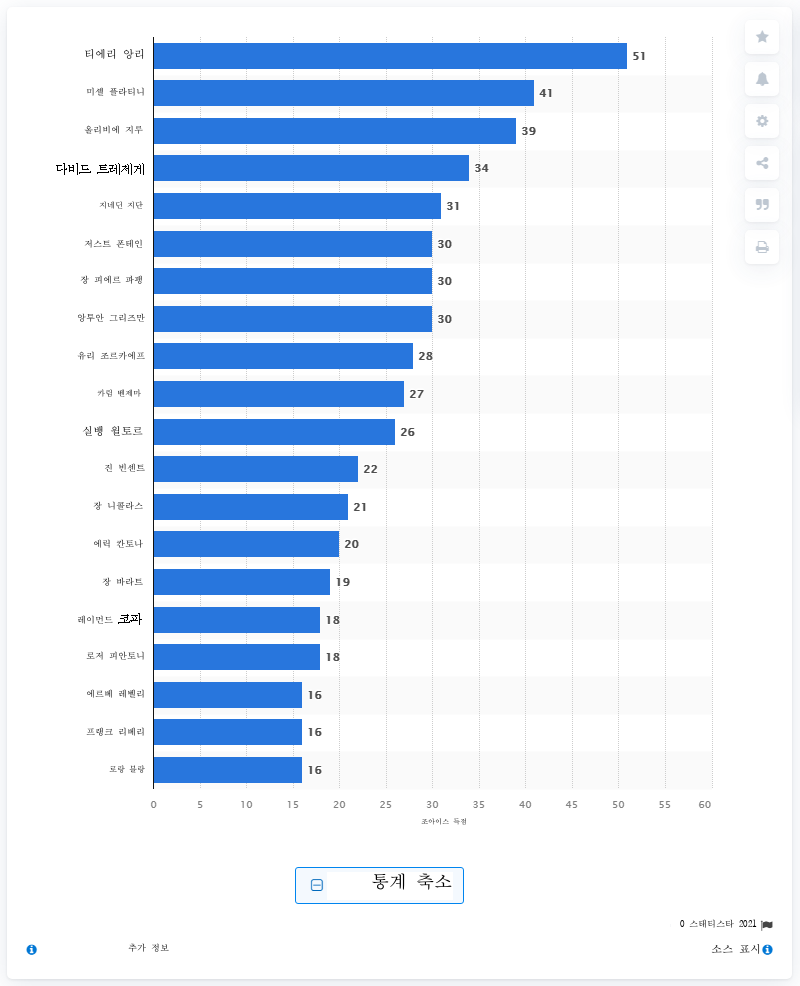 티에리 앙리 51
미셸 플라티니 41
올리비에 지루 39
다비드 트레제게 34
지네딘 지단 31
저스트 폰테인 30
장 피에르 파팽 30
앙투안 그리즈만 30
유리 조르카에프 28
카림 벤제마 27
실뱅 윌토르 26
진 빈센트 22
장 니콜라스 21
에릭 칸토나 20
장 바라트 19
레이먼드 코파 18
로저 피안토니 18
에르베 레벨리 16
프랭크 리베리 16
로랑 블랑 16
0 5 10 15 20 25 30 35 40 45 50 55 60
조아이스 득점
통계 축소
0 스태티스타 2021
추가 정보 소스 표시